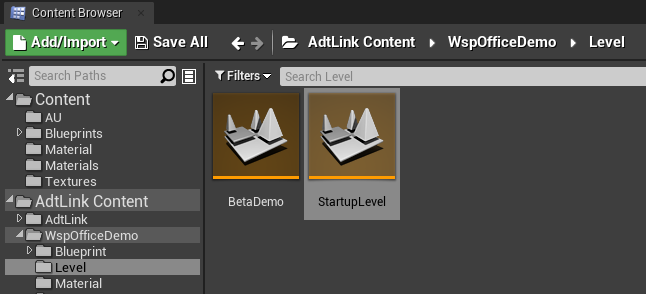 Content Browser
Add/Import Save All AdtLink Content WspOfficeDemo Level
Search Paths
Filters Search Level
Content
AU
Blueprints
Material
Materials
Textures
AdtLink Content
AdtLink
WspOfficeDemo
Blueprint
Level
Material
BetaDemo StartupLevel